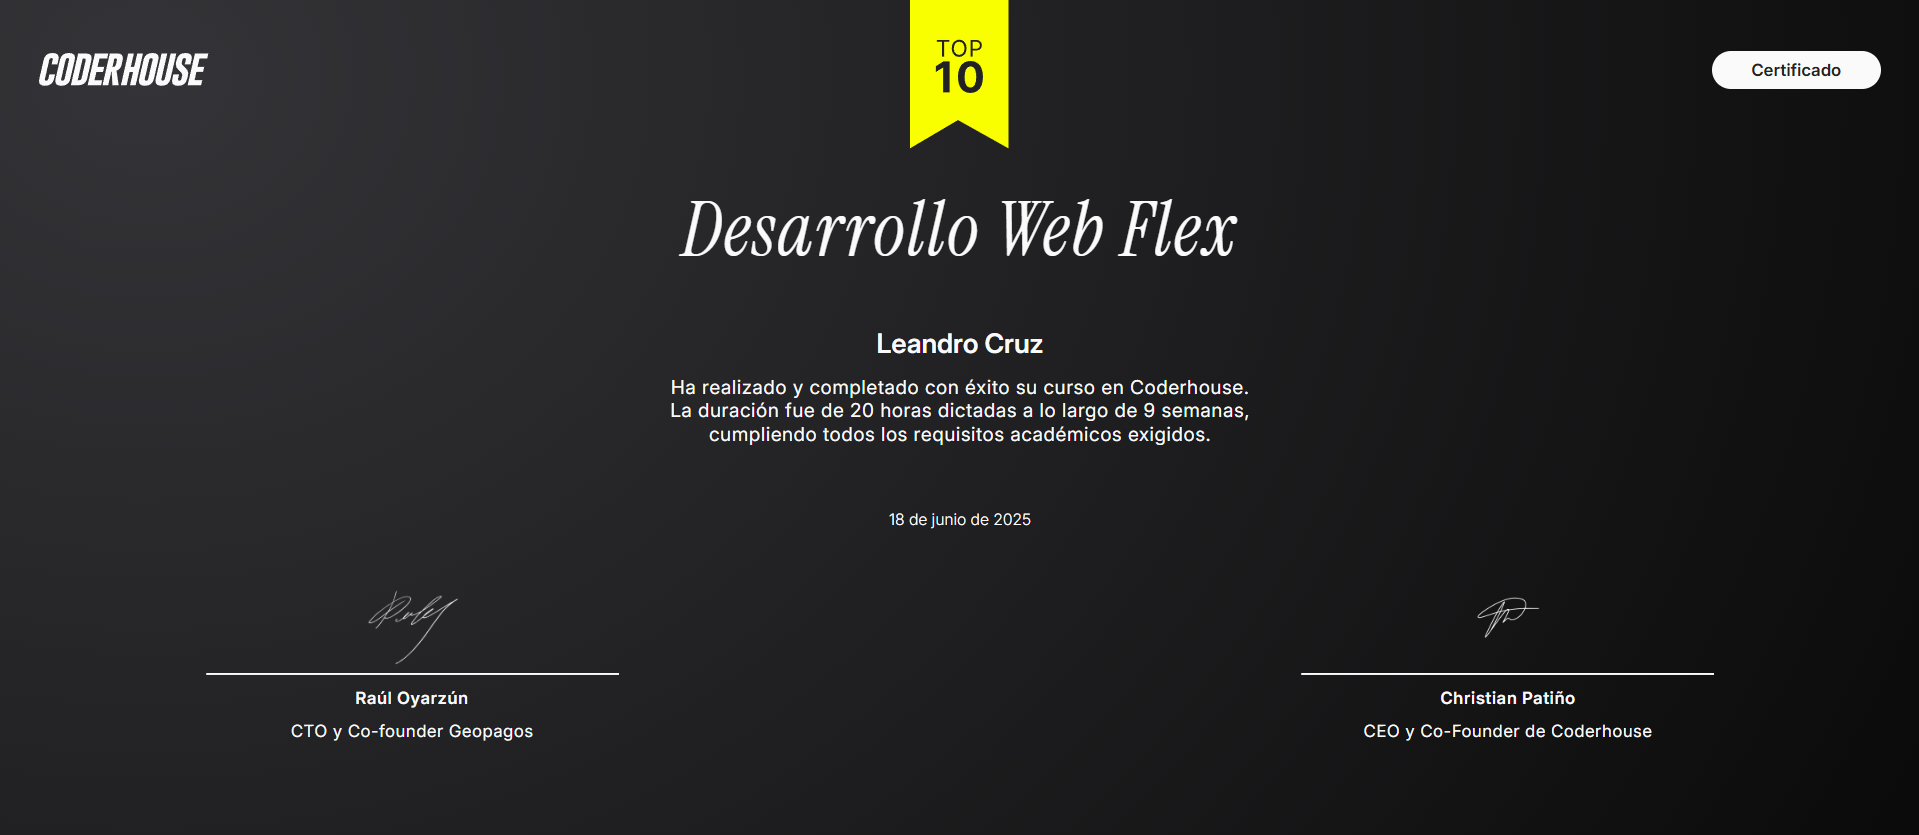 CODERHOUSE
TOP
10
Certificado
Desarrollo Web Flex
Leandro Cruz
Ha realizado y completado con éxito su curso en Coderhouse.
La duración fue de 20 horas dictadas a lo largo de 9 semanas,
cumpliendo todos los requisitos académicos exigidos.
18 de junio de 2025
Raúl Oyarzún
CTO y Co-founder Geopagos
Christian Patiño
CEO y Co-Founder de Coderhouse